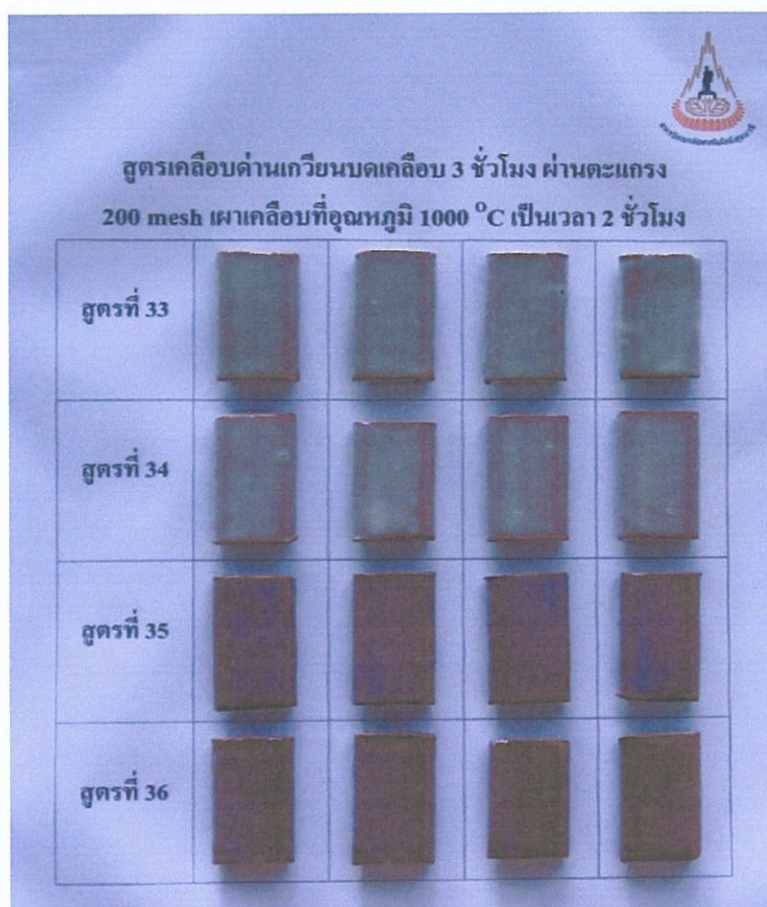 สูตรเคลือบด่านเกวียนบดเคลือบ 3 ชั่วโมง ผ่านตะแกรง
200 mesh เผาเคลือบที่อุณหภูมิ 1000 °C เป็นเวลา 2 ชั่วโมง
สูตรที่ 33
สูตรที่ 34
สูตรที่ 35
สูตรที่ 36